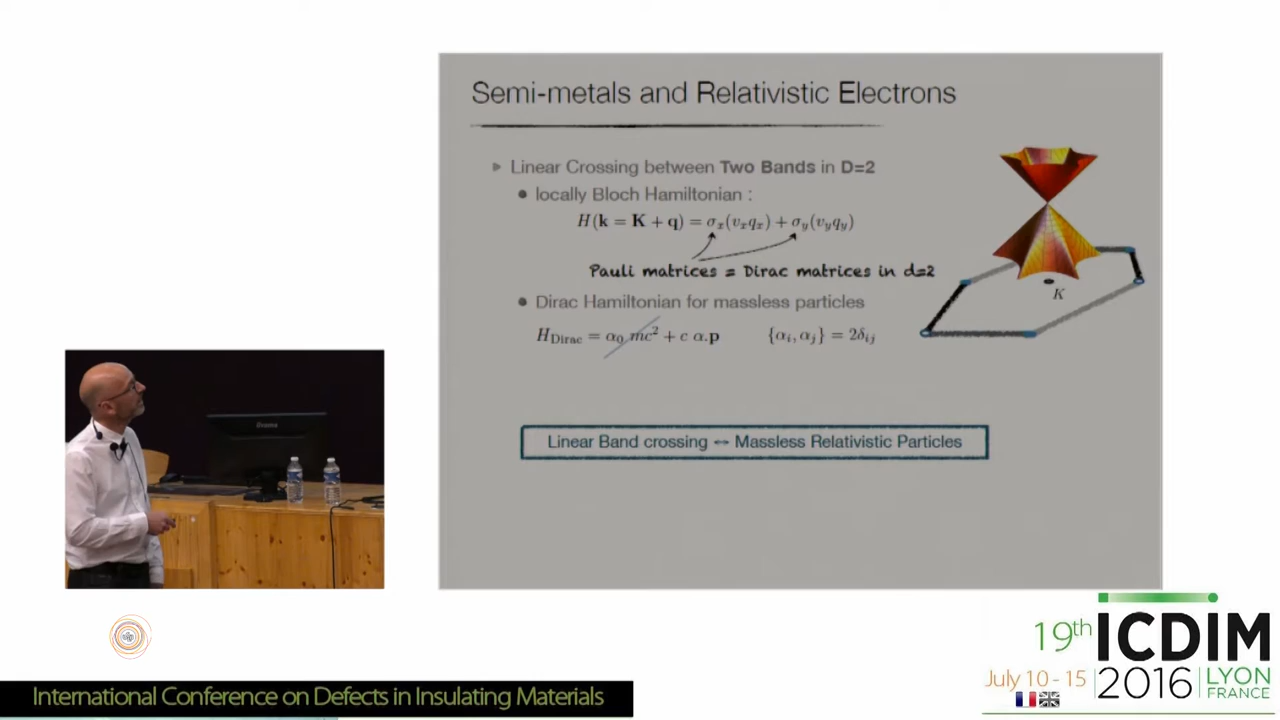 Semi-metals and Relativistic Electrons
Linear Crossing between Two Bands in D=2
locally Bloch Hamiltonian :
H(k = K + q) = σx(vxqx) + σy(vyqy)
Pauli matrices = Dirac matrices in d=2
K
Dirac Hamiltonian for massless particles
HDirac = α0 mc² + c α.p {αi, αj} = 2δij
Linear Band crossing ↔ Massless Relativistic Particles
19th ICDIM
July 10 - 15 2016 LYON FRANCE
International Conference on Defects in Insulating Materials